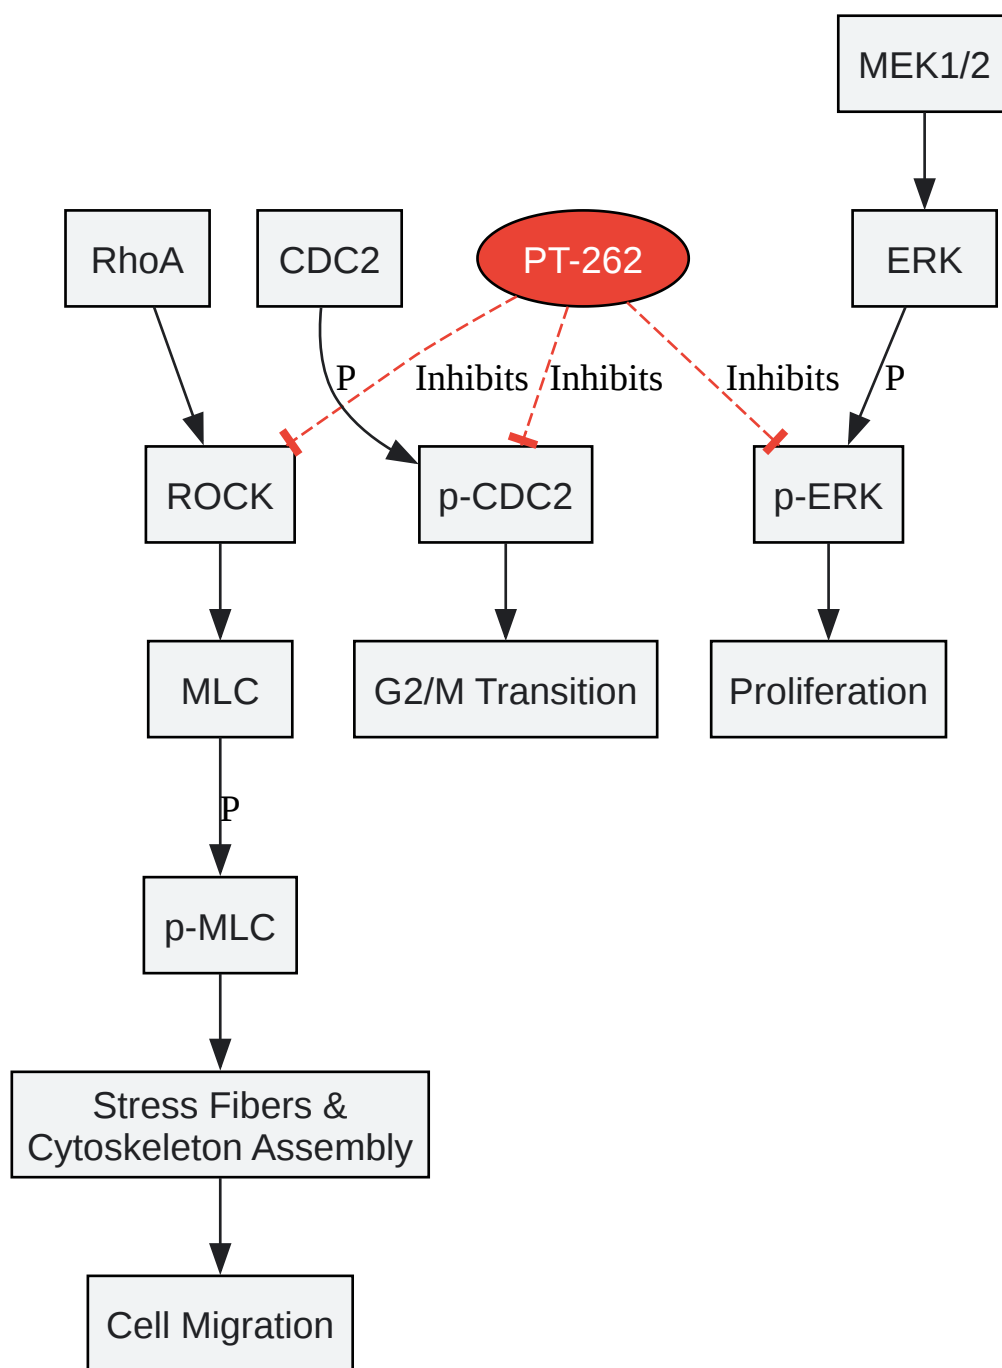 MEK1/2
RhoA
CDC2
PT-262
ERK
P
Inhibits
Inhibits
Inhibits
P
ROCK
p-CDC2
p-ERK
MLC
G2/M Transition
Proliferation
P
p-MLC
Stress Fibers &
Cytoskeleton Assembly
Cell Migration